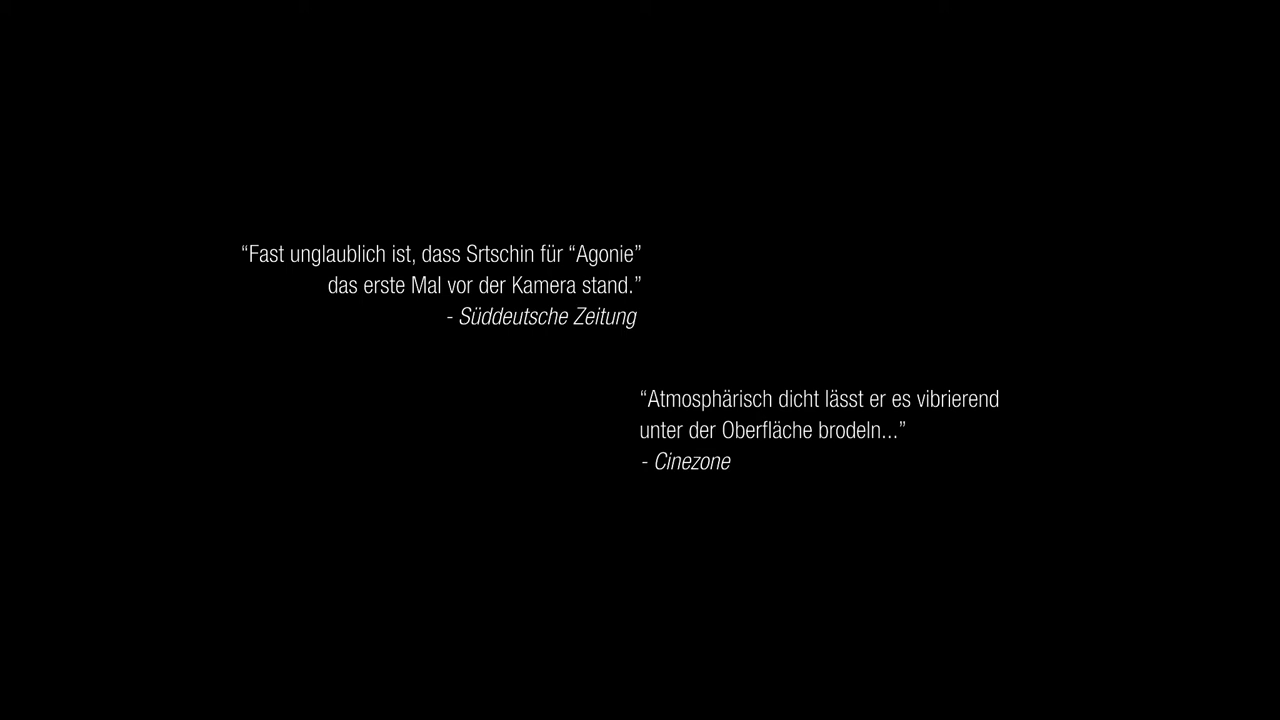 “Fast unglaublich ist, dass Srtschin für “Agonie”
das erste Mal vor der Kamera stand.”
- Süddeutsche Zeitung
“Atmosphärisch dicht lässt er es vibrierend
unter der Oberfläche brodeln...”
- Cinezone